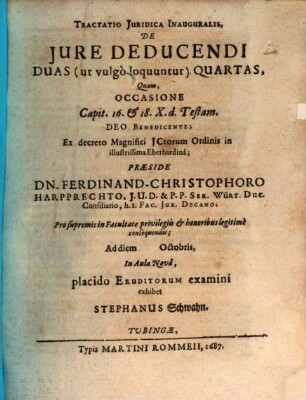 Tractatio Juridica Inauguralis,
DE
JURE DEDUCENDI
DUAS (ut vulgò loquuntur) QUARTAS,
Quam,
OCCASIONE
Capit. 16. & 18. X. d. Testam.
DEO BENEDICENTE;
Ex decreto Magnifici JCtorum Ordinis in
illustrissima Eberhardinâ;
PRÆSIDE
DN. FERDINAND-CHRISTOPHORO
HARPPRECHTO, J.U.D. & P.P. SER. WÜRT. DUC.
Consiliario, h.t. FAC. JUR. DECANO;
Pro supremis in Facultate privilegiis & honoribus legitimè
consequendis;
Ad diem Octobris,
In Aula Novâ,
placido ERUDITORUM examini
exhibet
STEPHANUS Schwahn.
TUBINGÆ,
Typis MARTINI ROMMEII, 1687.